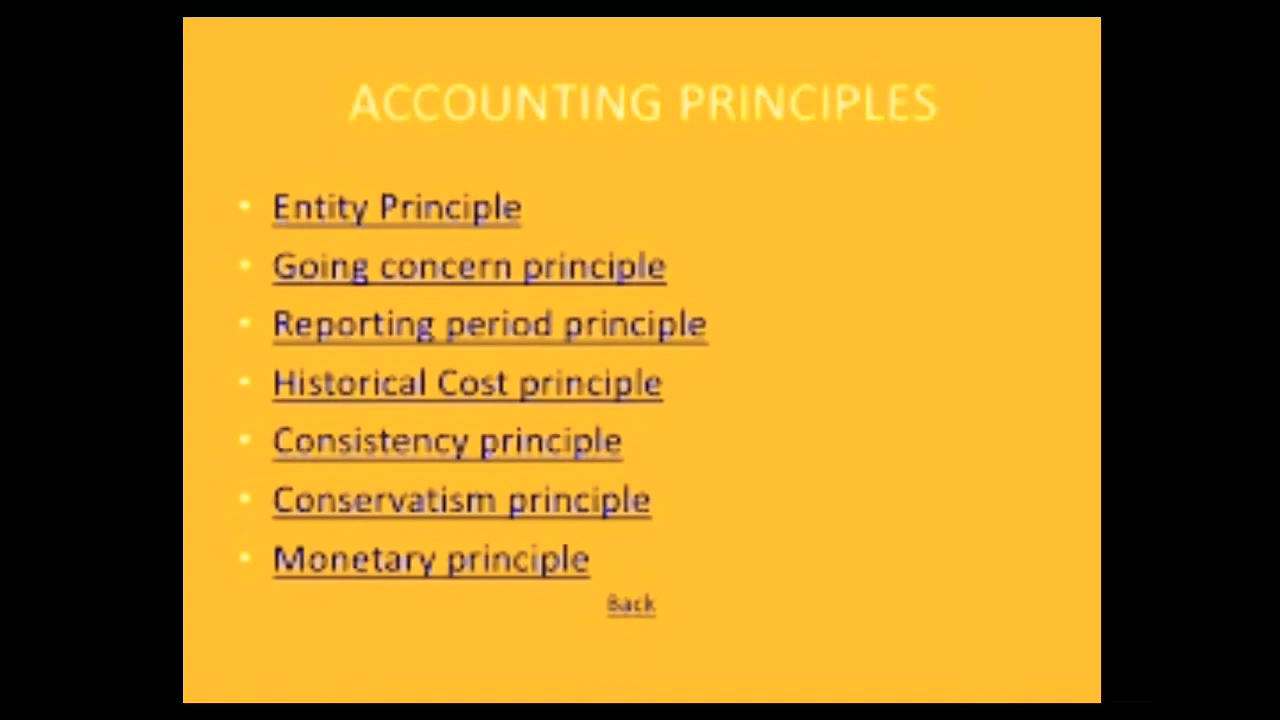 ACCOUNTING PRINCIPLES
• Entity Principle
• Going concern principle
• Reporting period principle
• Historical Cost principle
• Consistency principle
• Conservatism principle
• Monetary principle
Back